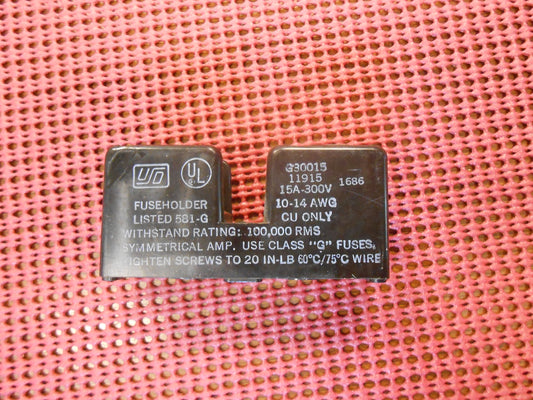 USD
UL
FUSEHOLDER
LISTED 581-G
G30015
11915
1686
15A-300V
10-14 AWG
CU ONLY
WITHSTAND RATING: 100,000 RMS
SYMMETRICAL AMP. USE CLASS "G" FUSES.
TIGHTEN SCREWS TO 20 IN-LB 60°C/75°C WIRE